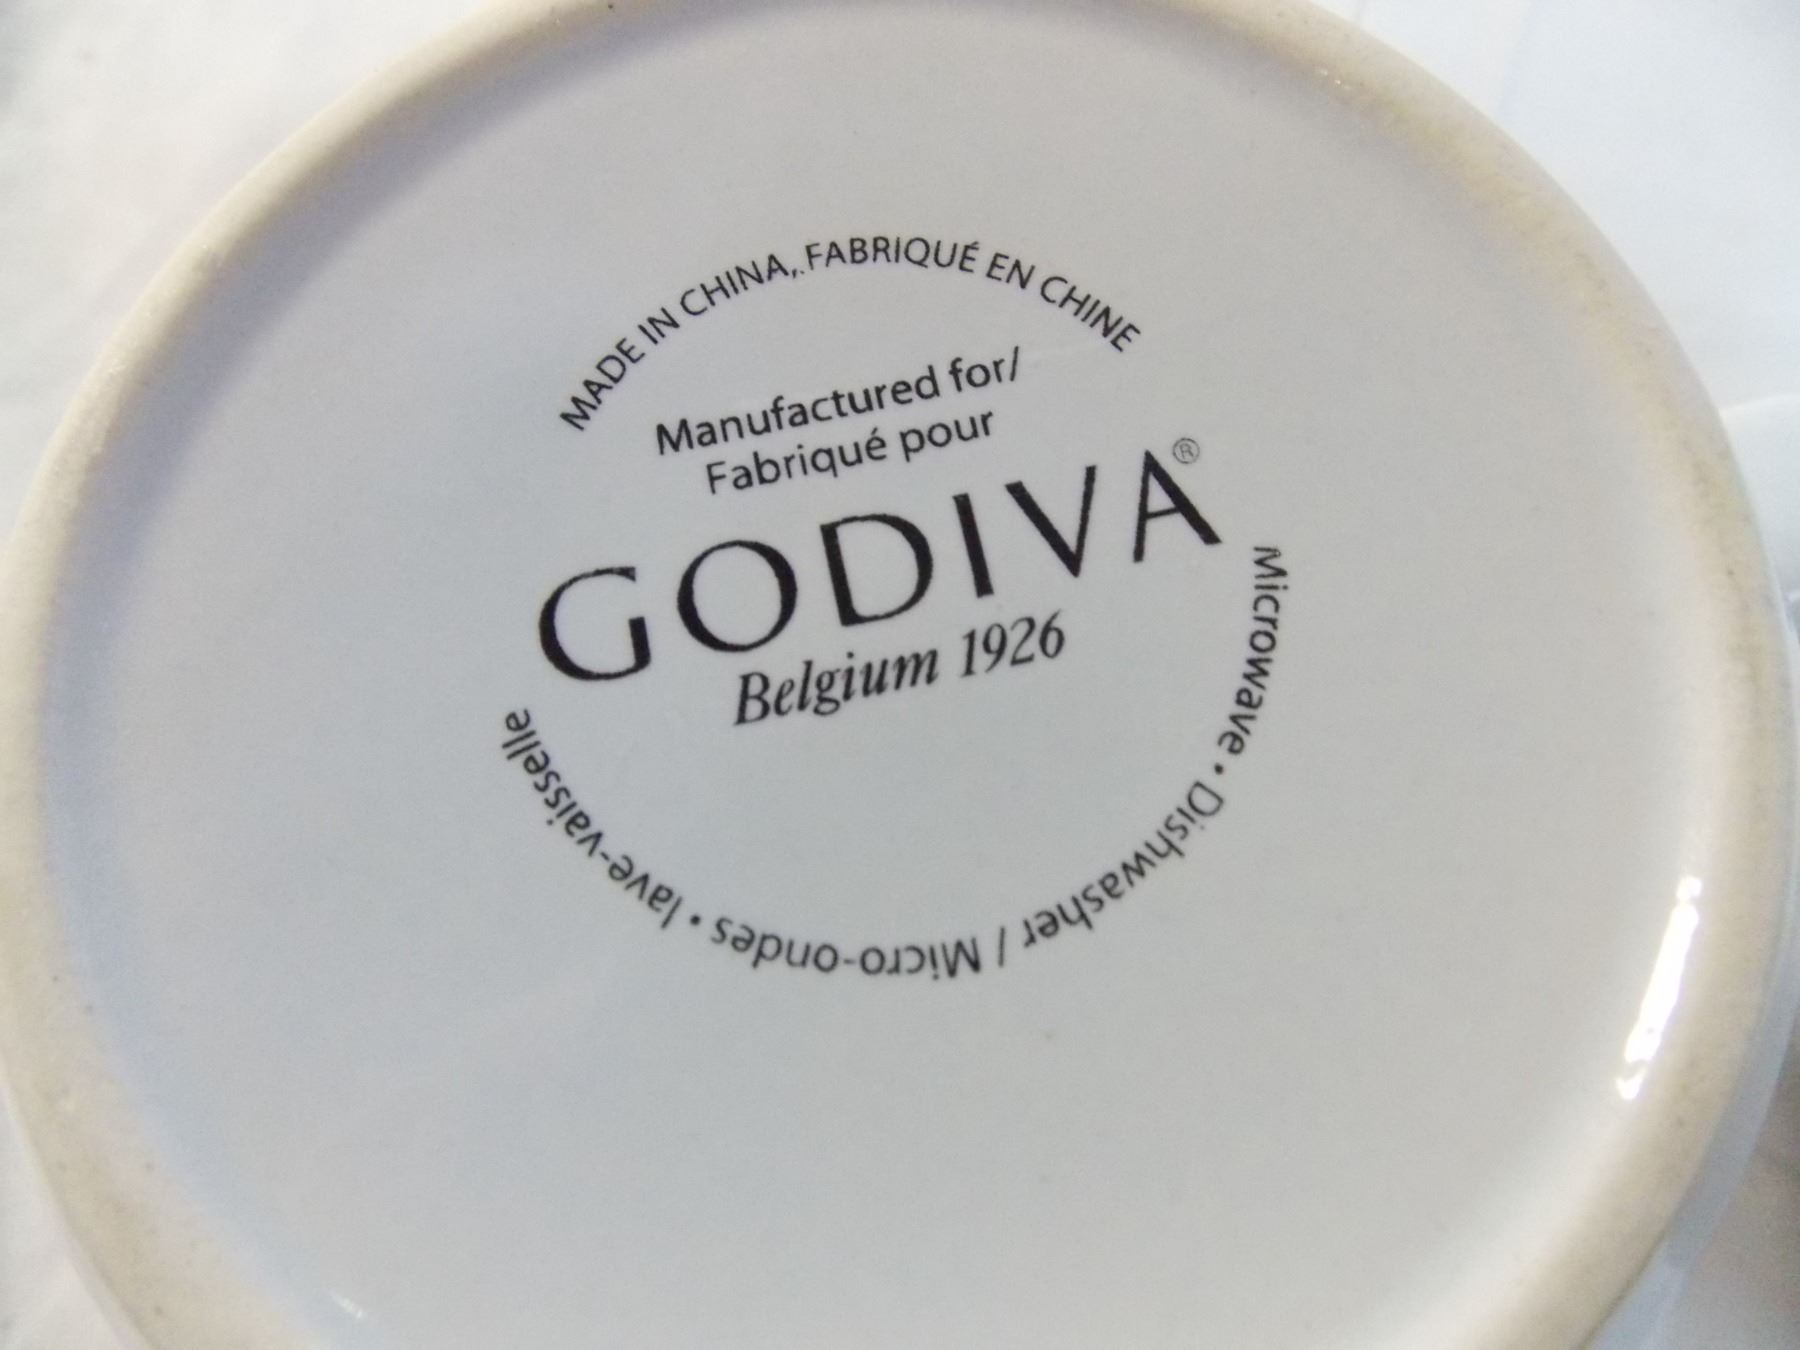 MADE IN CHINA, FABRIQUÉ EN CHINE
Manufactured for/
Fabriqué pour
GODIVA®
Belgium 1926
Microwave • Dishwasher / Micro-ondes • lave-vaisselle